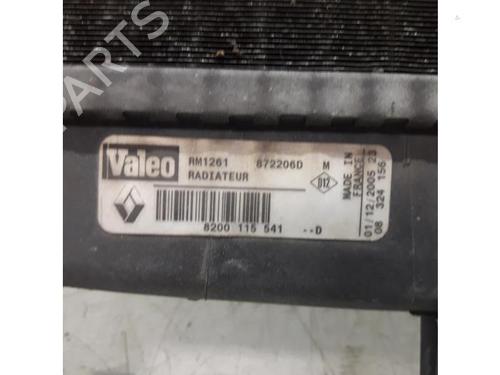 PARTS
Valeo
RM1261 872206D M
RADIATEUR
D12
8200 115 541 --D
MADE IN
FRANCE
01/12/2005 23
08 324 156